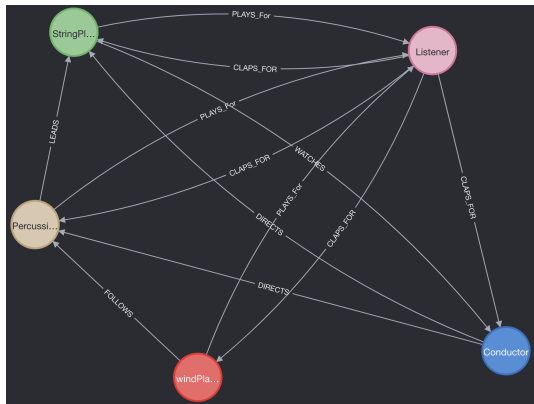 PLAYS_For
StringPl...
Listener
CLAPS_FOR
PLAYS_For
LEADS
WATCHES
CLAPS_FOR
PLAYS_For
CLAPS_FOR
CLAPS_FOR
Percussi...
DIRECTS
DIRECTS
FOLLOWS
Conductor
windPla...